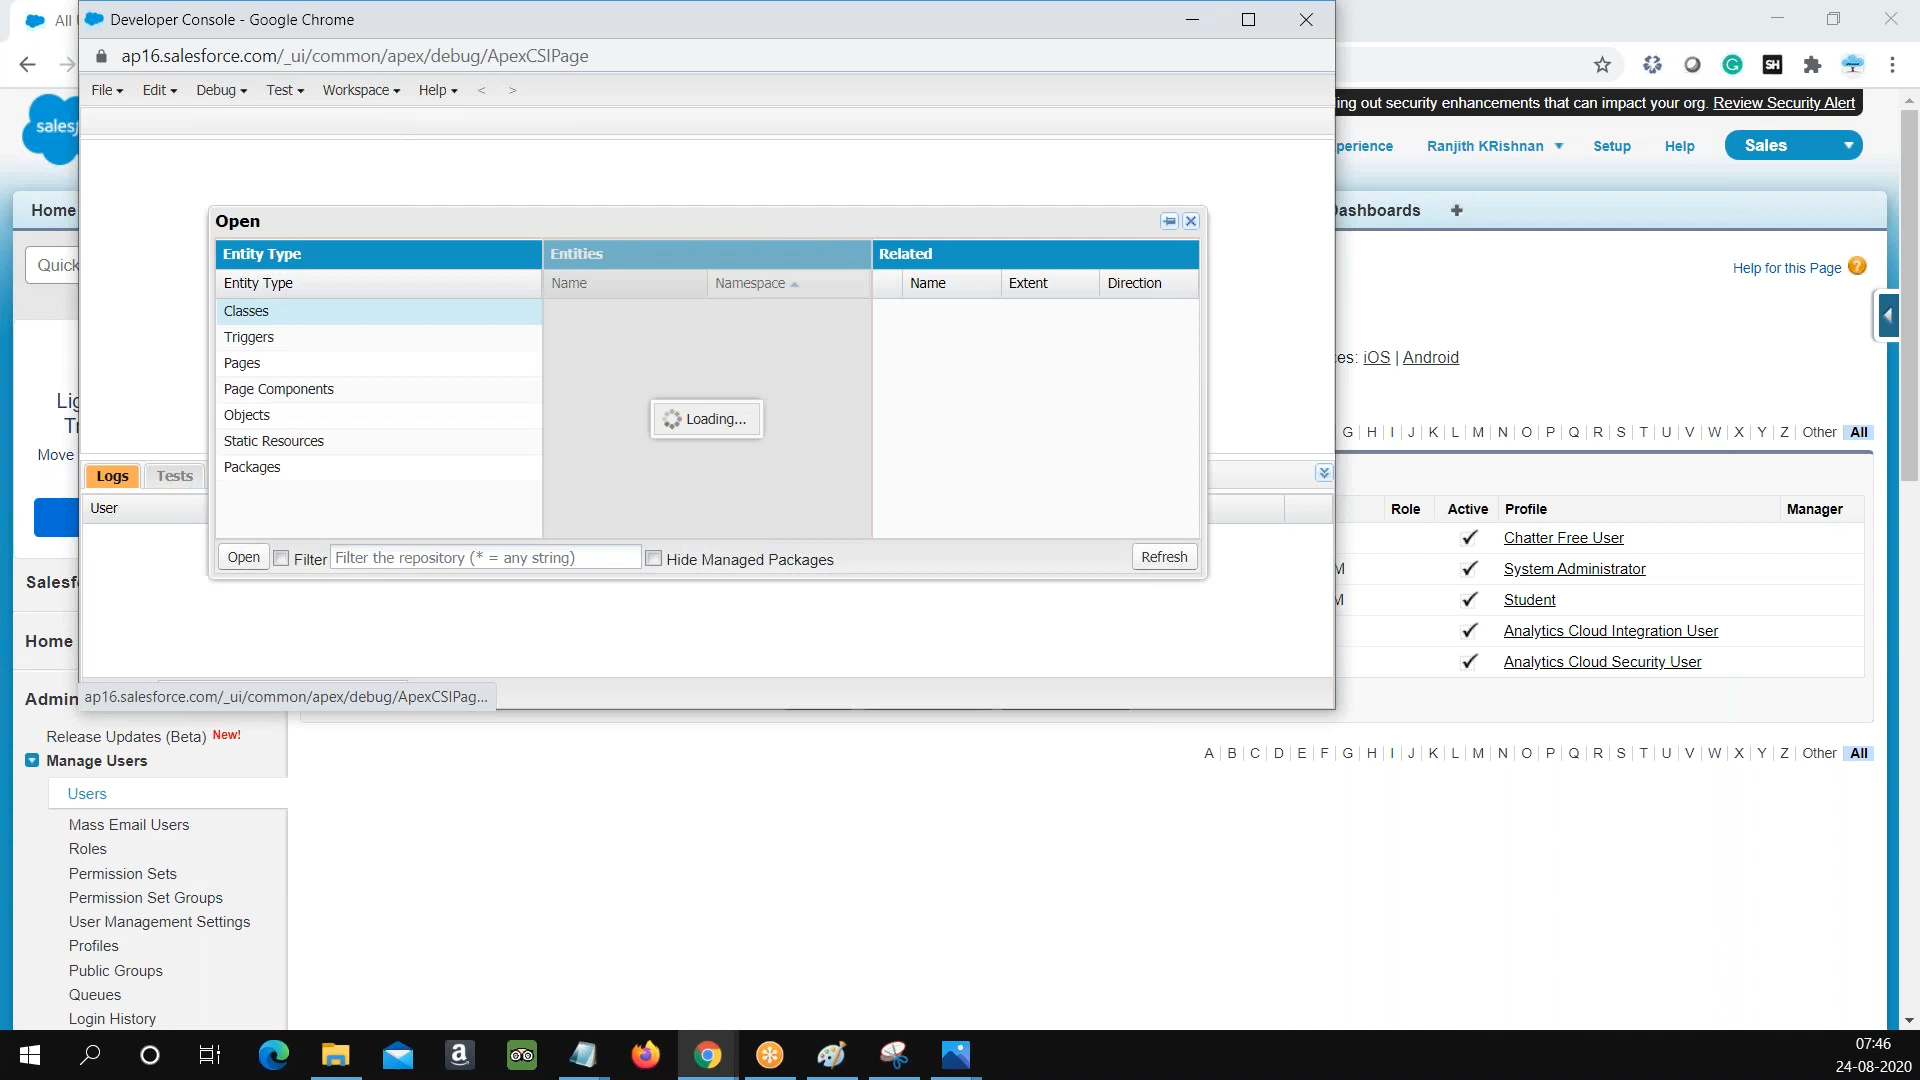 All
Developer Console - Google Chrome
ap16.salesforce.com/_ui/common/apex/debug/ApexCSIPage
File
Edit
Debug
Test
Workspace
Help
<
>
ing out security enhancements that can impact your org. Review Security Alert
sales
perience
Ranjith KRishnan
Setup
Help
Sales
Home
Dashboards
+
Quick
Help for this Page
Open
Entity Type
Entities
Related
Entity Type
Name
Namespace
Name
Extent
Direction
Classes
Triggers
Pages
Page Components
Objects
Static Resources
Packages
Loading...
es: iOS | Android
Lig
Tr
Move
G | H | I | J | K | L | M | N | O | P | Q | R | S | T | U | V | W | X | Y | Z | Other | All
Logs
Tests
User
Open
Filter
Filter the repository (* = any string)
Hide Managed Packages
Refresh
Role
Active
Profile
Manager
Chatter Free User
M
System Administrator
M
Student
Analytics Cloud Integration User
Analytics Cloud Security User
Salesf
Home
Admin
ap16.salesforce.com/_ui/common/apex/debug/ApexCSIPag...
Release Updates (Beta) New!
Manage Users
Users
Mass Email Users
Roles
Permission Sets
Permission Set Groups
User Management Settings
Profiles
Public Groups
Queues
Login History
A | B | C | D | E | F | G | H | I | J | K | L | M | N | O | P | Q | R | S | T | U | V | W | X | Y | Z | Other | All
SH
07:46
24-08-2020